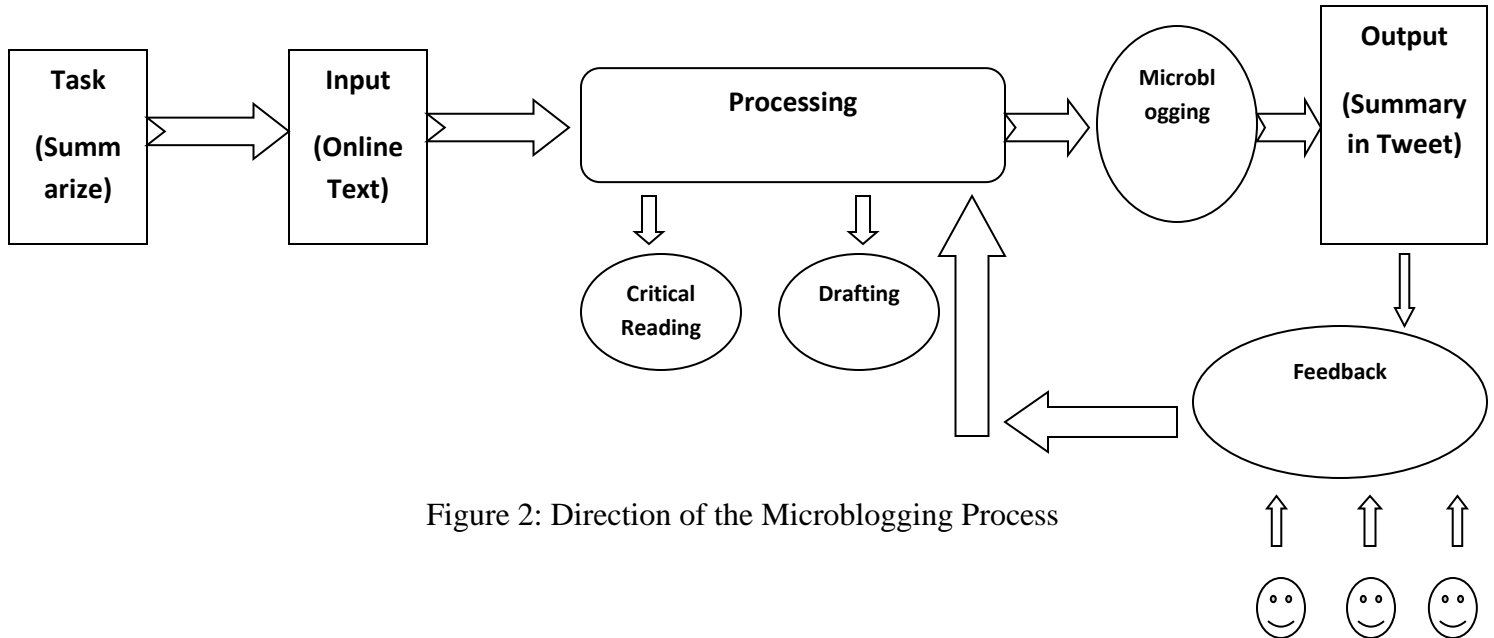 Task
(Summ
arize)
Input
(Online
Text)
Processing
Microbl
ogging
Output
(Summary
in Tweet)
Critical
Reading
Drafting
Feedback
Figure 2: Direction of the Microblogging Process